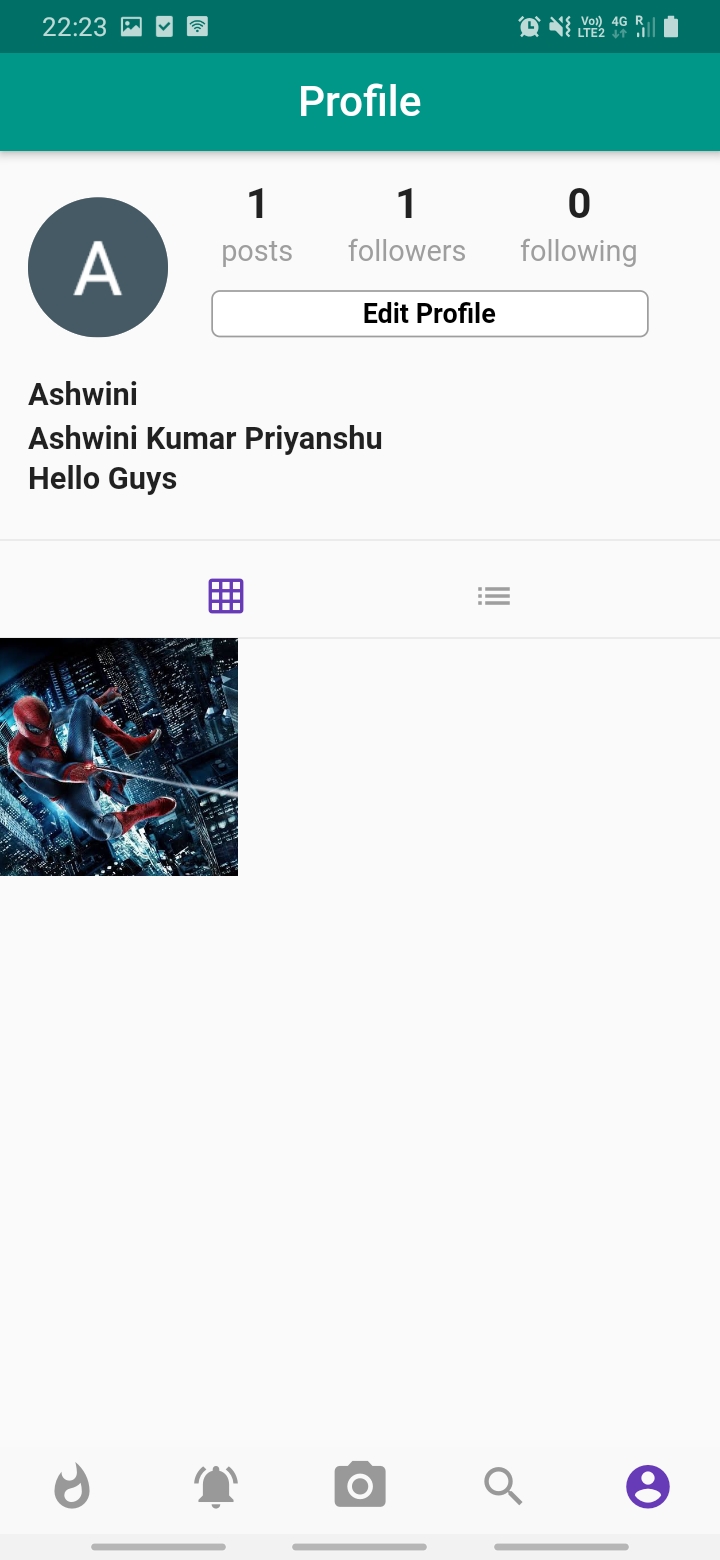 22:23 Vo)) LTE2 4G R
Profile
A
1 1 0
posts followers following
Edit Profile
Ashwini
Ashwini Kumar Priyanshu
Hello Guys